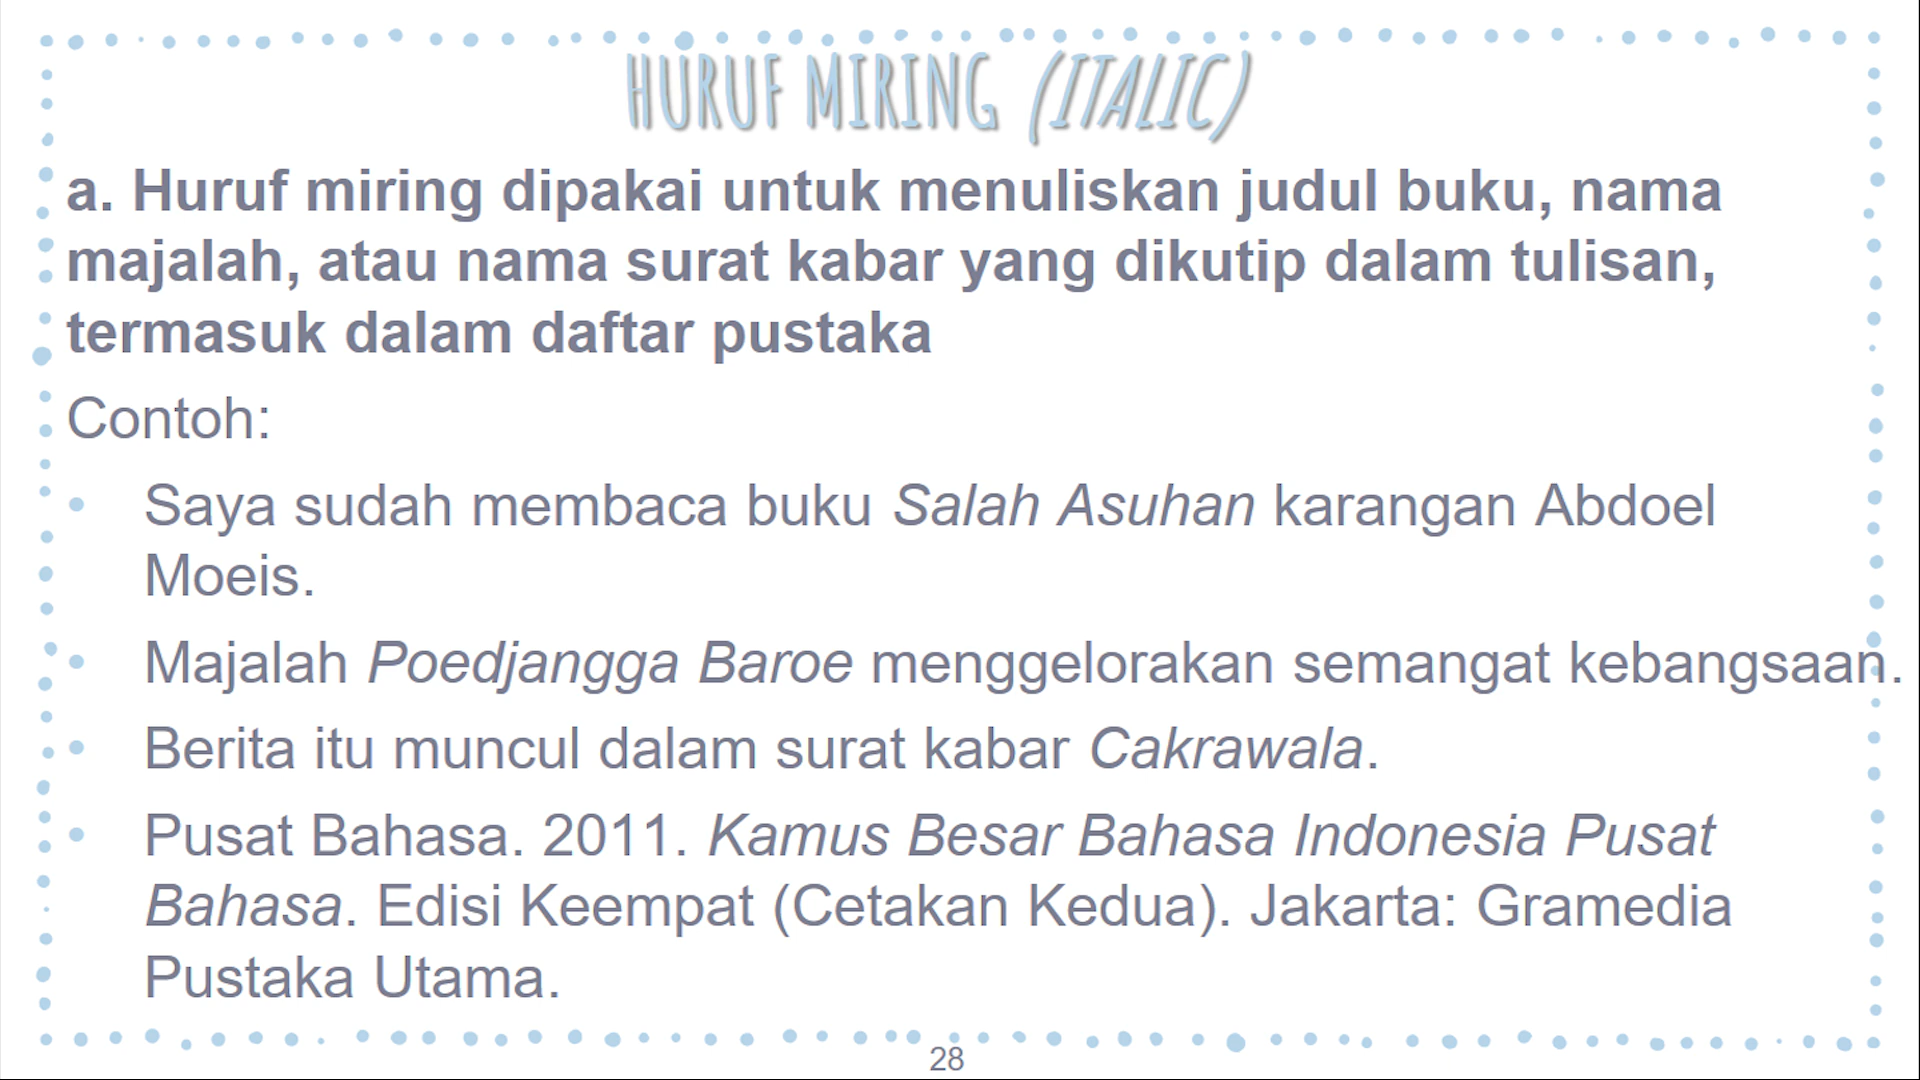 HURUF MIRING (ITALIC)
a. Huruf miring dipakai untuk menuliskan judul buku, nama
majalah, atau nama surat kabar yang dikutip dalam tulisan,
termasuk dalam daftar pustaka
Contoh:
• Saya sudah membaca buku Salah Asuhan karangan Abdoel
Moeis.
• Majalah Poedjangga Baroe menggelorakan semangat kebangsaan.
• Berita itu muncul dalam surat kabar Cakrawala.
• Pusat Bahasa. 2011. Kamus Besar Bahasa Indonesia Pusat
Bahasa. Edisi Keempat (Cetakan Kedua). Jakarta: Gramedia
Pustaka Utama.
28